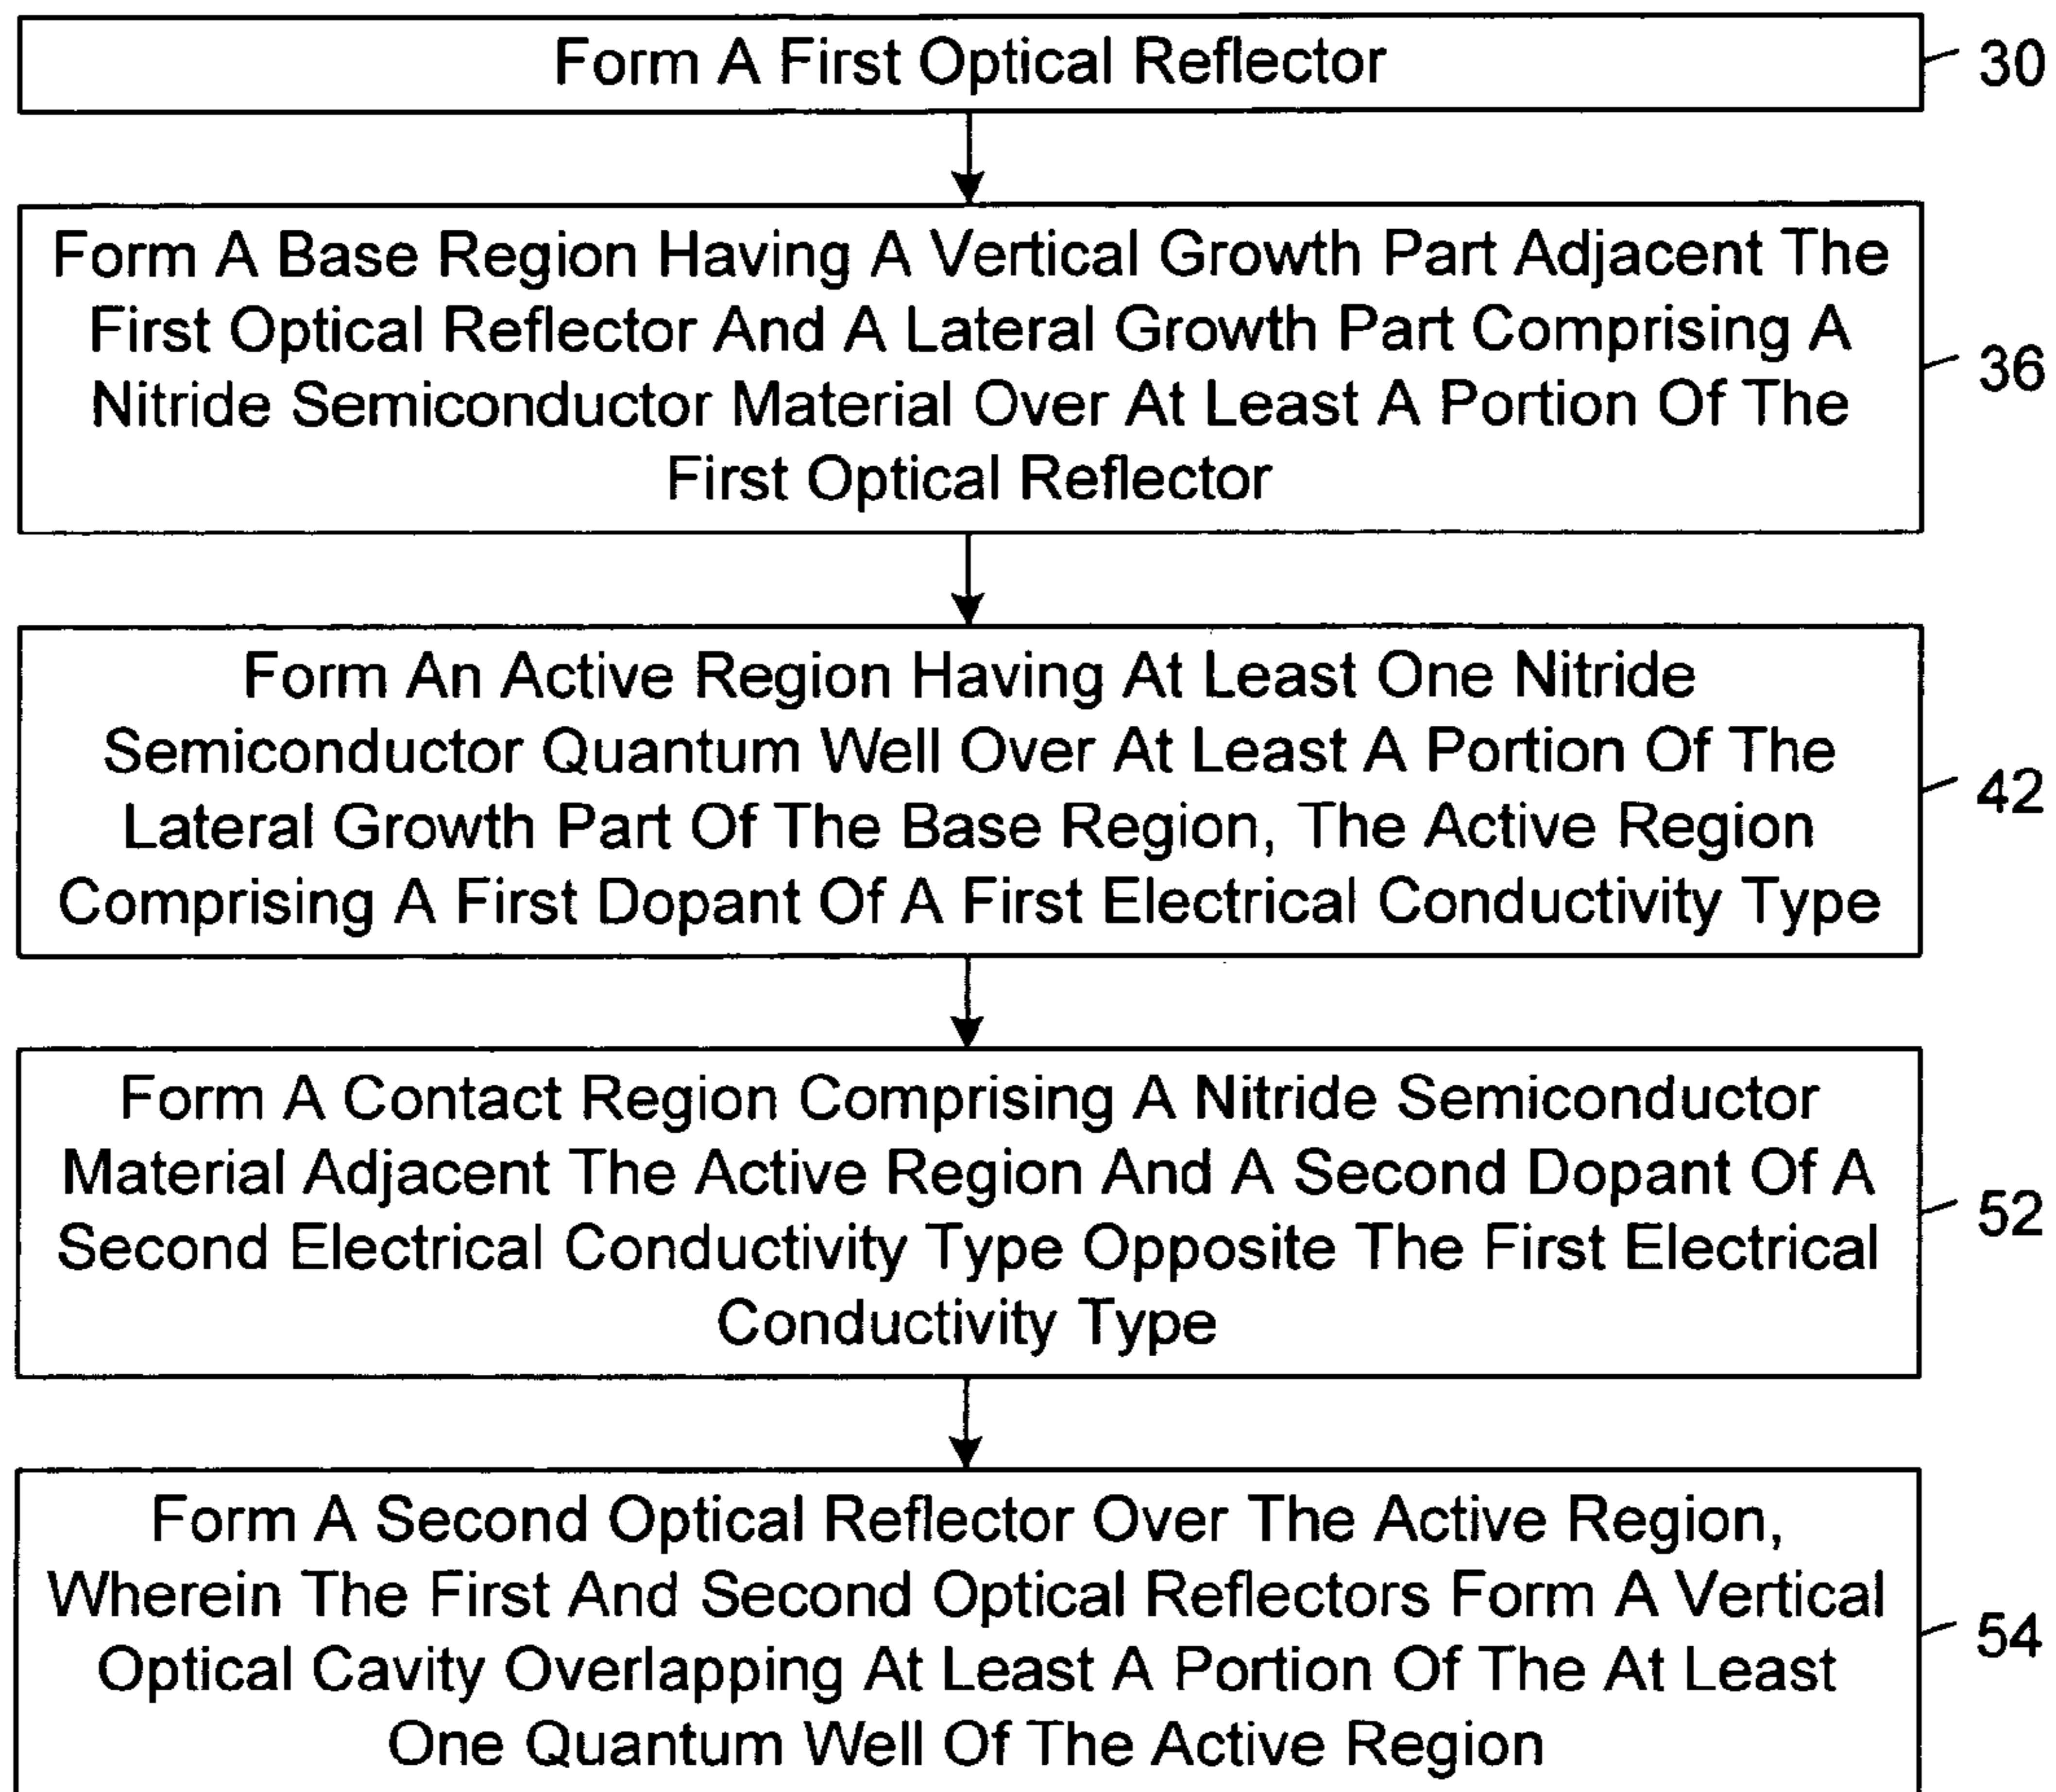 Form A First Optical Reflector
30
Form A Base Region Having A Vertical Growth Part Adjacent The
First Optical Reflector And A Lateral Growth Part Comprising A
Nitride Semiconductor Material Over At Least A Portion Of The
First Optical Reflector
36
Form An Active Region Having At Least One Nitride
Semiconductor Quantum Well Over At Least A Portion Of The
Lateral Growth Part Of The Base Region, The Active Region
Comprising A First Dopant Of A First Electrical Conductivity Type
42
Form A Contact Region Comprising A Nitride Semiconductor
Material Adjacent The Active Region And A Second Dopant Of A
Second Electrical Conductivity Type Opposite The First Electrical
Conductivity Type
52
Form A Second Optical Reflector Over The Active Region,
Wherein The First And Second Optical Reflectors Form A Vertical
Optical Cavity Overlapping At Least A Portion Of The At Least
One Quantum Well Of The Active Region
54